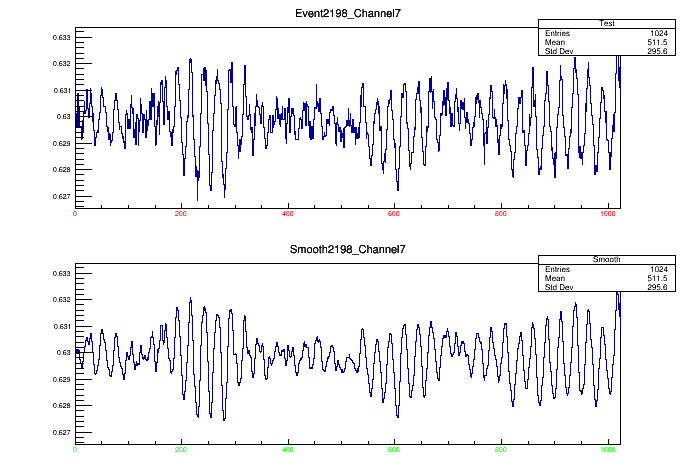 Event2198_Channel7
Test
Entries 1024
Mean 511.5
Std Dev 295.6
0.633
0.632
0.631
0.63
0.629
0.628
0.627
0 200 400 600 800 1000
Smooth2198_Channel7
Smooth
Entries 1024
Mean 511.5
Std Dev 295.6
0.633
0.632
0.631
0.63
0.629
0.628
0.627
0 200 400 600 800 1000